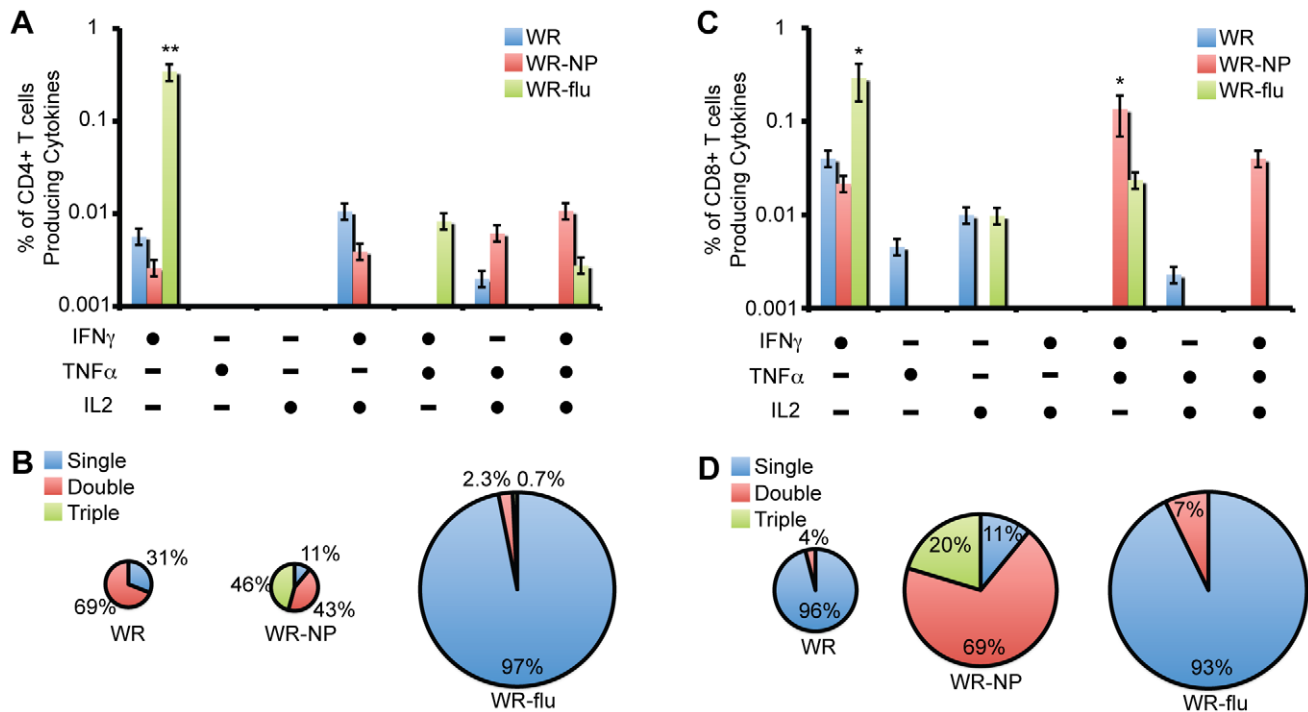 A
% of CD4+ T cells
Producing Cytokines
1
0.1
0.01
0.001
**
WR
WR-NP
WR-flu
IFNγ
TNFα
IL2
C
% of CD8+ T cells
Producing Cytokines
1
0.1
0.01
0.001
*
*
WR
WR-NP
WR-flu
IFNγ
TNFα
IL2
B
Single
Double
Triple
31%
69%
WR
11%
46%
43%
WR-NP
2.3%
0.7%
97%
WR-flu
D
Single
Double
Triple
4%
96%
WR
20%
11%
69%
WR-NP
7%
93%
WR-flu